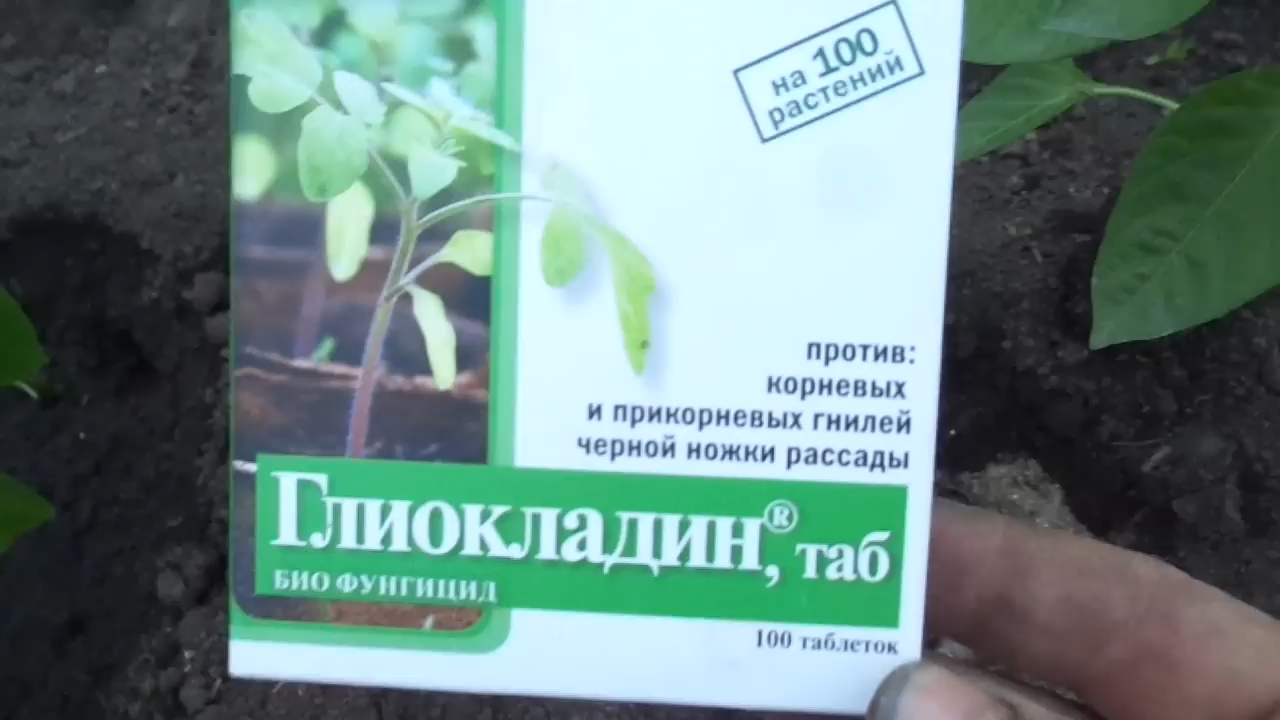 на 100
растений
против:
корневых
и прикорневых гнилей
черной ножки рассады
Глиокладин®, таб
БИО ФУНГИЦИД
100 таблеток